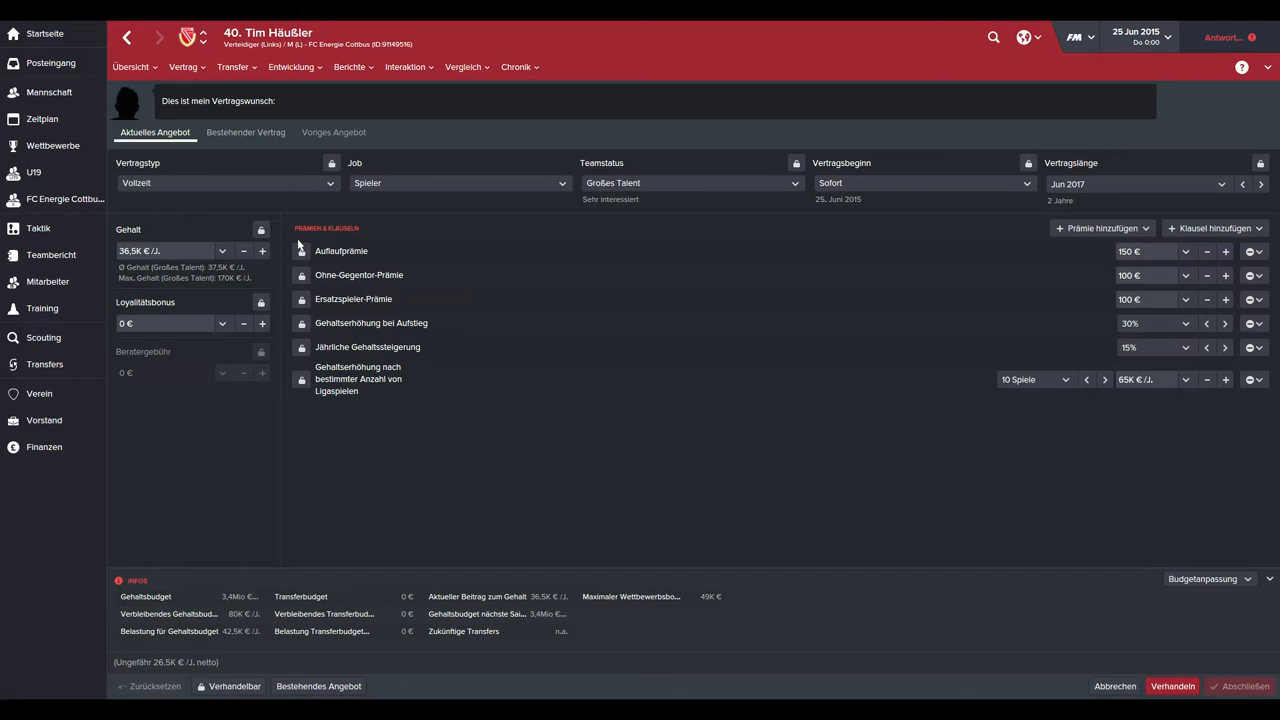 Startseite
Posteingang
Mannschaft
Zeitplan
Wettbewerbe
U19
FC Energie Cottbu...
Taktik
Teambericht
Mitarbeiter
Training
Scouting
Transfers
Verein
Vorstand
Finanzen
40. Tim Häußler
Verteidiger (Links) / M (L) - FC Energie Cottbus (ID:91149516)
FM
25 Jun 2015
Do 0:00
Antwort...
Übersicht
Vertrag
Transfer
Entwicklung
Berichte
Interaktion
Vergleich
Chronik
?
Dies ist mein Vertragswunsch:
Aktuelles Angebot
Bestehender Vertrag
Voriges Angebot
Vertragstyp
Vollzeit
Job
Spieler
Teamstatus
Großes Talent
Sehr interessiert
Vertragsbeginn
Sofort
25. Juni 2015
Vertragslänge
Jun 2017
2 Jahre
Gehalt
36,5K € /J.
Ø Gehalt (Großes Talent): 37,5K € /J.
Max. Gehalt (Großes Talent): 170K € /J.
Loyalitätsbonus
0 €
Beratergebühr
0 €
PRÄMIEN & KLAUSELN
Prämie hinzufügen
Klausel hinzufügen
Auflaufprämie
150 €
Ohne-Gegentor-Prämie
100 €
Ersatzspieler-Prämie
100 €
Gehaltserhöhung bei Aufstieg
30%
Jährliche Gehaltssteigerung
15%
Gehaltserhöhung nach
bestimmter Anzahl von
Ligaspielen
10 Spiele
65K € /J.
INFOS
Budgetanpassung
Gehaltsbudget 3,4Mio €...
Transferbudget 0 €
Aktueller Beitrag zum Gehalt 36,5K € /J.
Maximaler Wettbewerbsbo... 49K €
Verbleibendes Gehaltsbud... 80K € /J.
Verbleibendes Transferbud... 0 €
Gehaltsbudget nächste Sai... 3,4Mio €...
Belastung für Gehaltsbudget 42,5K € /J.
Belastung Transferbudget... 0 €
Zukünftige Transfers n.a.
(Ungefähr 26,5K € /J. netto)
Zurücksetzen
Verhandelbar
Bestehendes Angebot
Abbrechen
Verhandeln
Abschließen